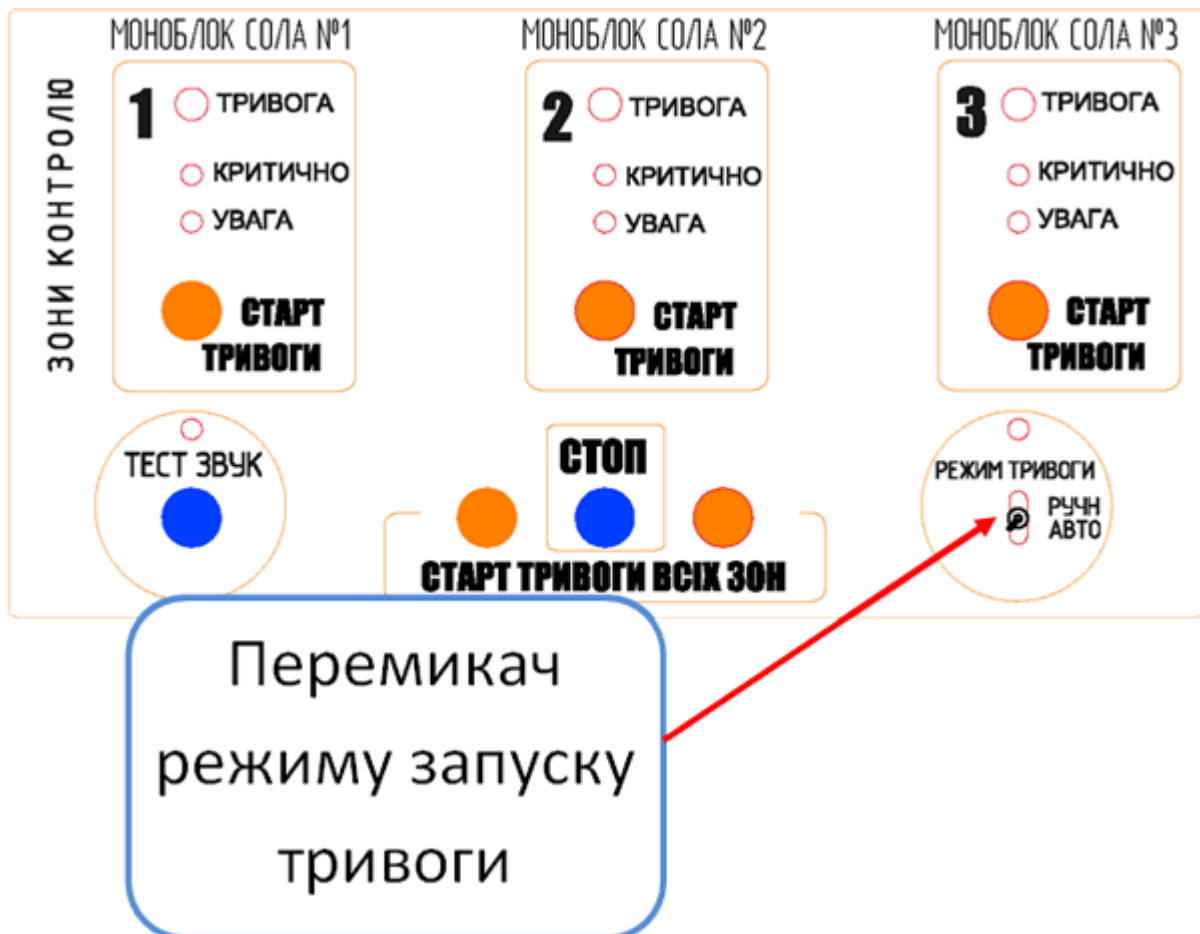 МОНОБЛОК СОЛА №1
МОНОБЛОК СОЛА №2
МОНОБЛОК СОЛА №3
ЗОНИ КОНТРОЛЮ
1
ТРИВОГА
КРИТИЧНО
УВАГА
СТАРТ
ТРИВОГИ
2
ТРИВОГА
КРИТИЧНО
УВАГА
СТАРТ
ТРИВОГИ
3
ТРИВОГА
КРИТИЧНО
УВАГА
СТАРТ
ТРИВОГИ
ТЕСТ ЗВУК
СТОП
СТАРТ ТРИВОГИ ВСІХ ЗОН
РЕЖИМ ТРИВОГИ
РУЧН
АВТО
Перемикач
режиму запуску
тривоги